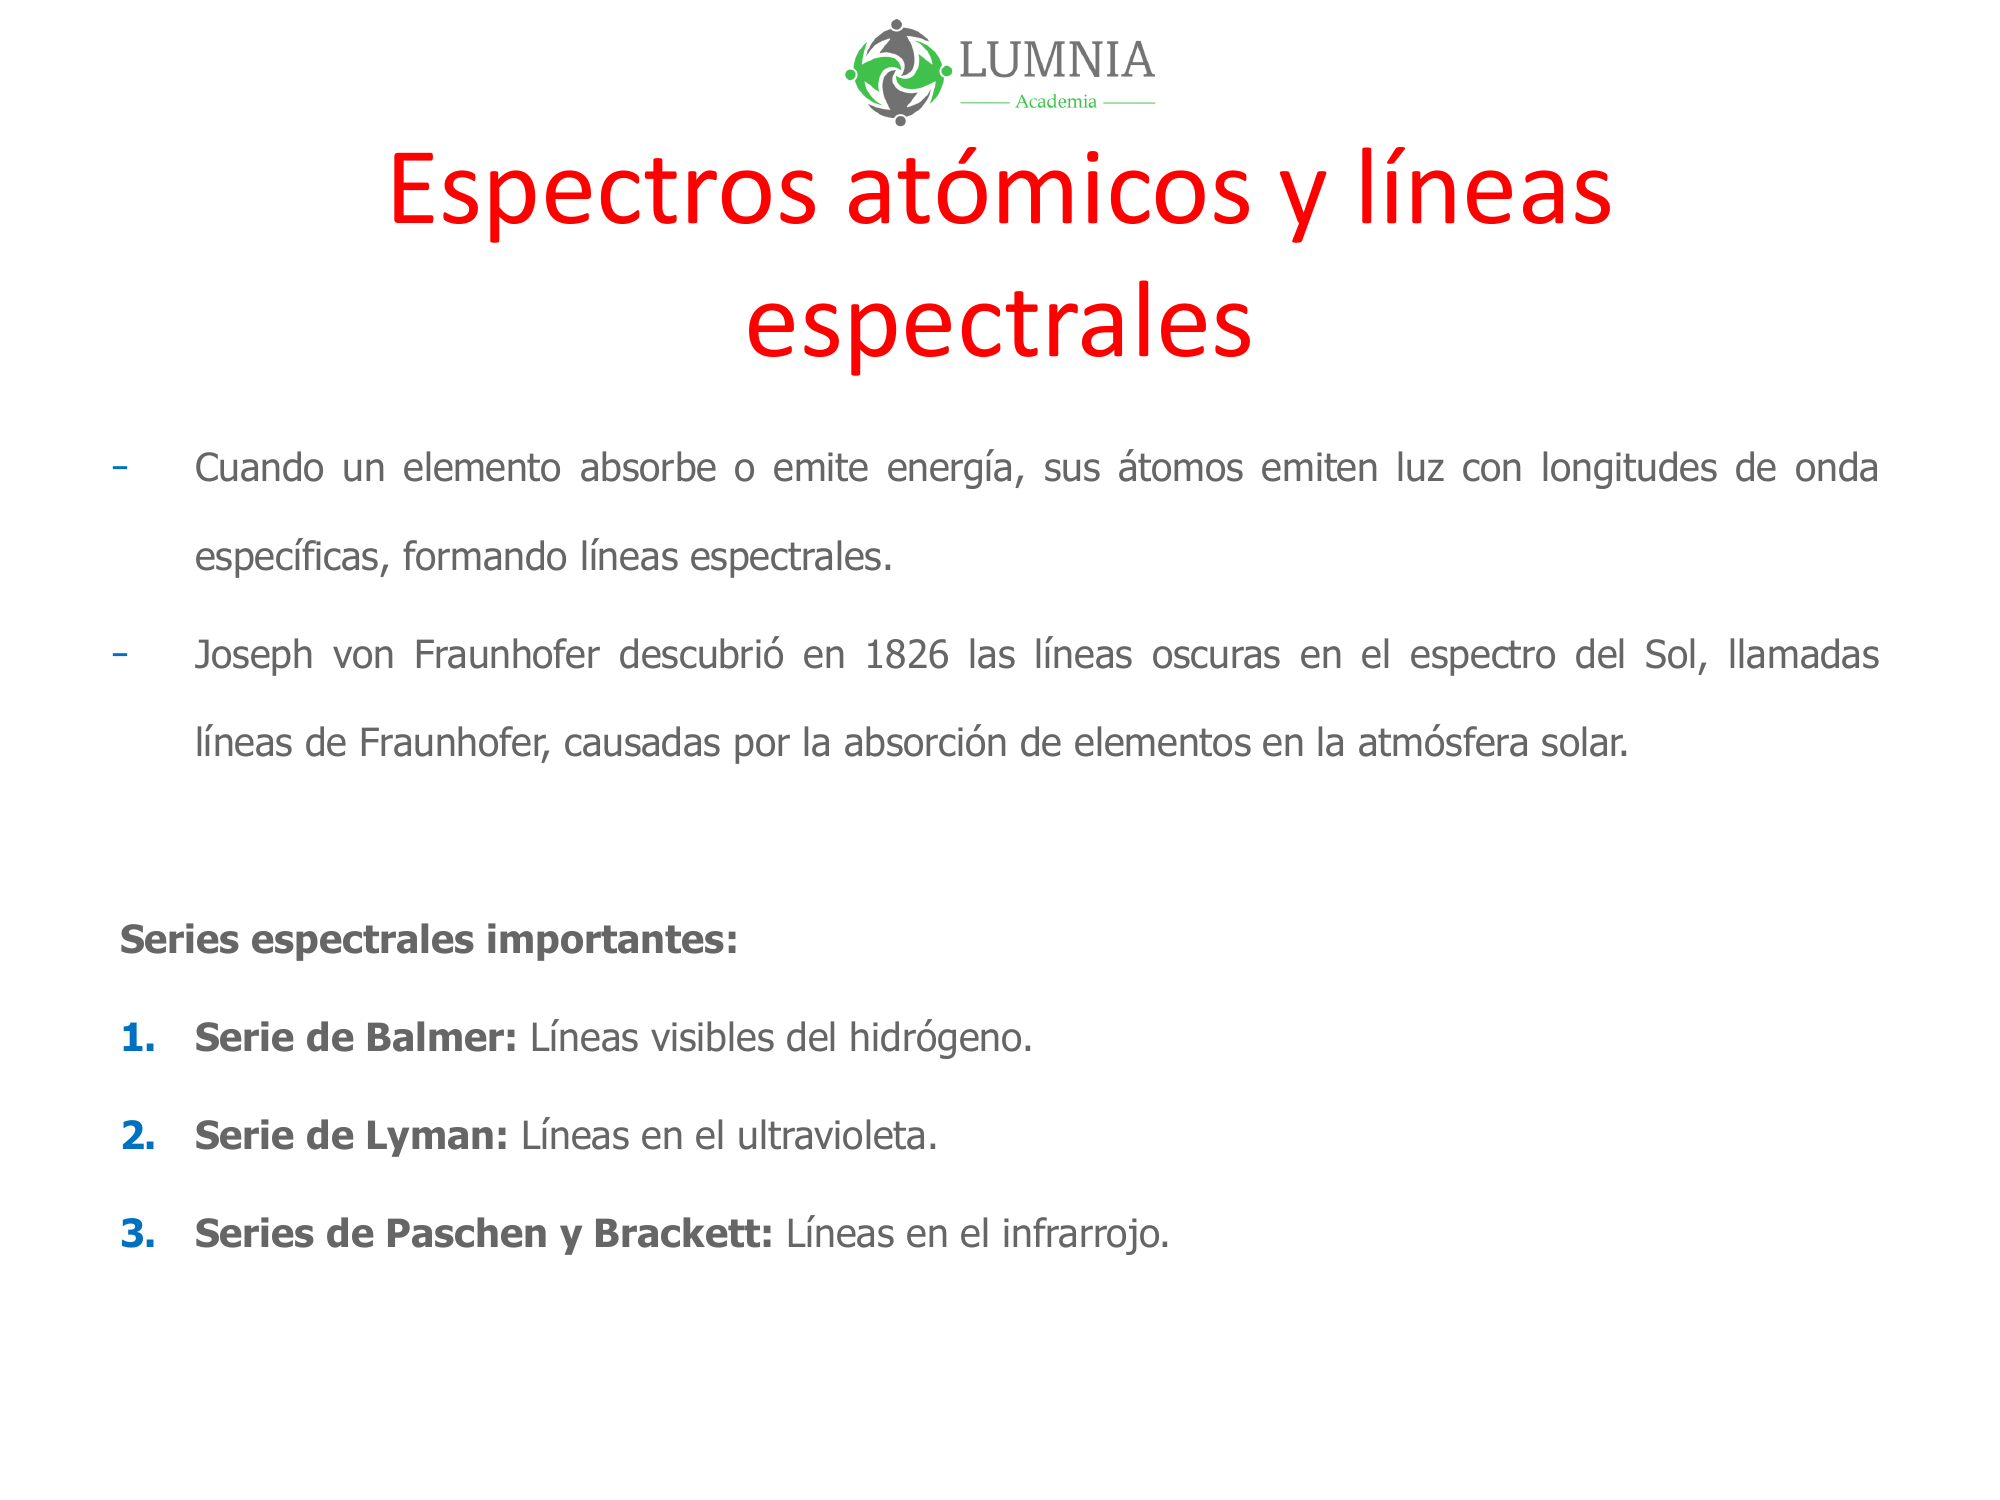 LUMNIA
Academia
Espectros atómicos y líneas
espectrales
- Cuando un elemento absorbe o emite energía, sus átomos emiten luz con longitudes de onda
específicas, formando líneas espectrales.
- Joseph von Fraunhofer descubrió en 1826 las líneas oscuras en el espectro del Sol, llamadas
líneas de Fraunhofer, causadas por la absorción de elementos en la atmósfera solar.
Series espectrales importantes:
1. Serie de Balmer: Líneas visibles del hidrógeno.
2. Serie de Lyman: Líneas en el ultravioleta.
3. Series de Paschen y Brackett: Líneas en el infrarrojo.